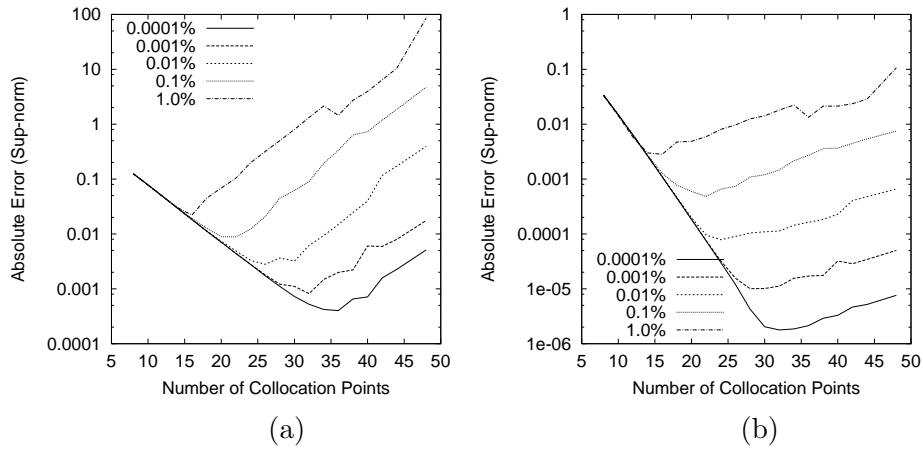 100
10
1
0.1
0.01
0.001
0.0001
Absolute Error (Sup-norm)
0.0001%
0.001%
0.01%
0.1%
1.0%
5 10 15 20 25 30 35 40 45 50
Number of Collocation Points
(a)
1
0.1
0.01
0.001
0.0001
1e-05
1e-06
Absolute Error (Sup-norm)
0.0001%
0.001%
0.01%
0.1%
1.0%
5 10 15 20 25 30 35 40 45 50
Number of Collocation Points
(b)